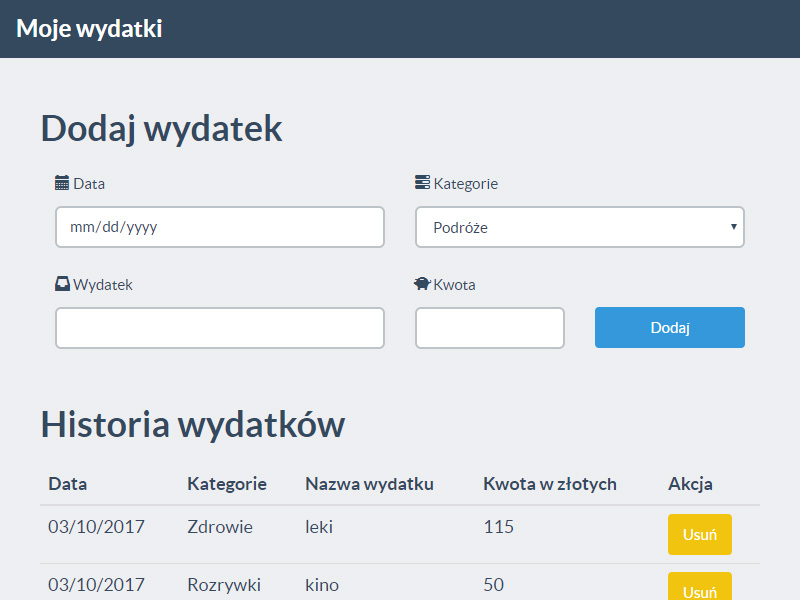 Moje wydatki
Dodaj wydatek
Data
Kategorie
mm/dd/yyyy
Podróże
Wydatek
Kwota
Dodaj
Historia wydatków
Data Kategorie Nazwa wydatku Kwota w złotych Akcja
03/10/2017 Zdrowie leki 115 Usuń
03/10/2017 Rozrywki kino 50 Usuń